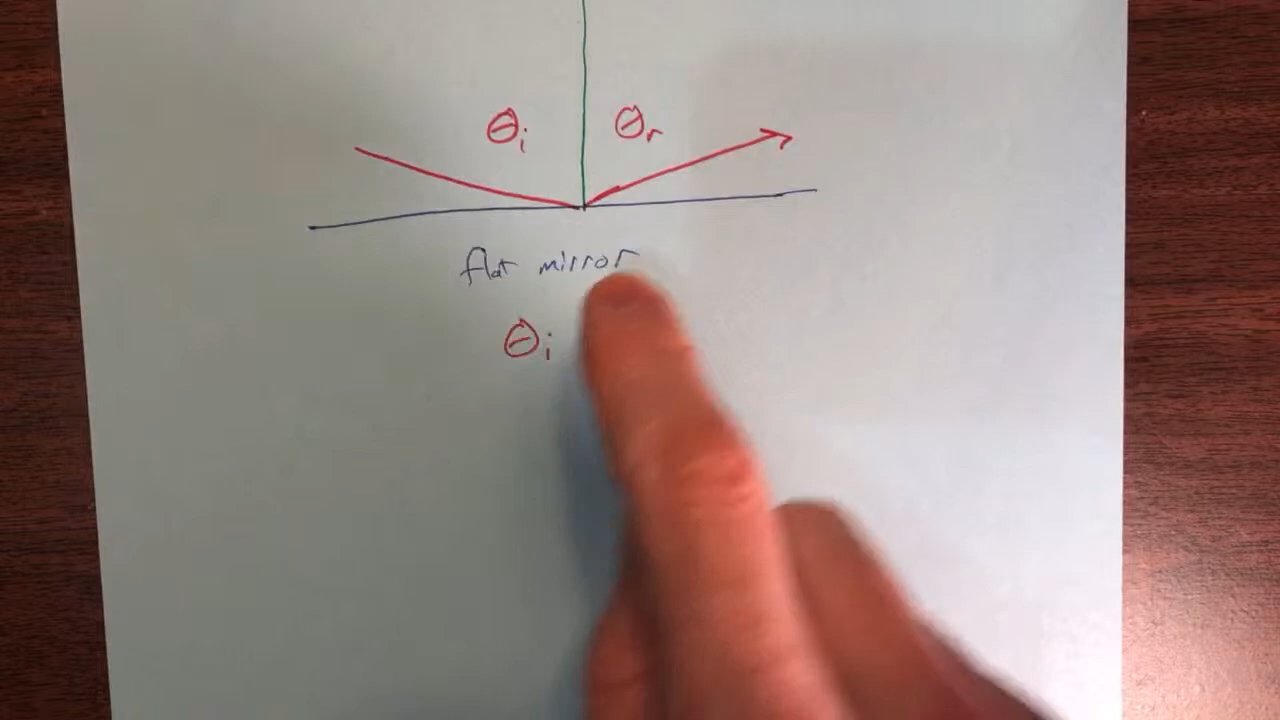 θi θr
flat mirror
θi